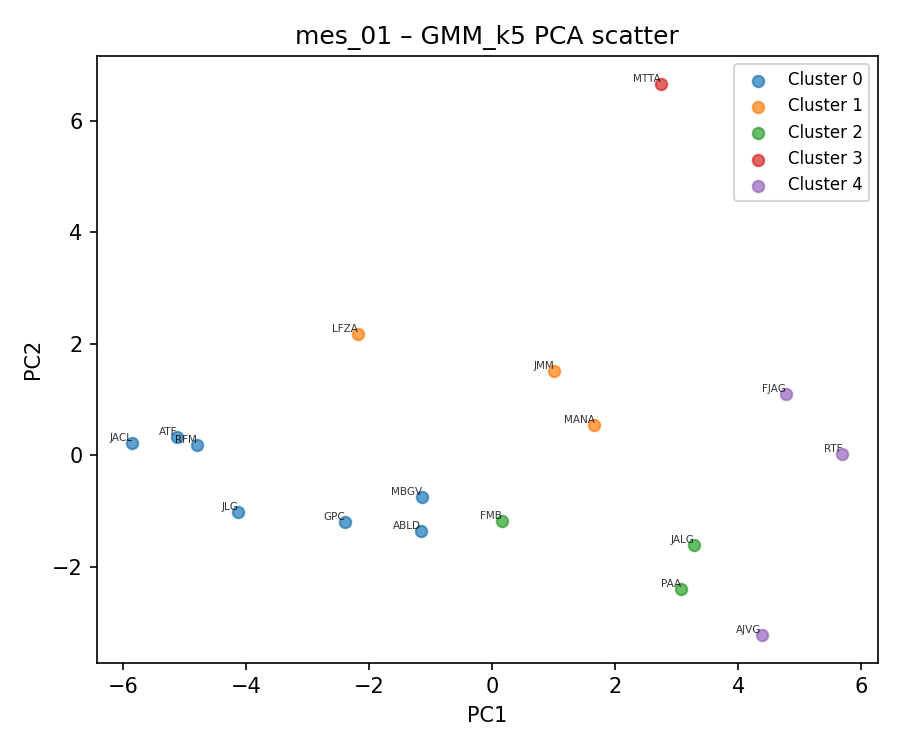 mes_01 – GMM_k5 PCA scatter
MTTA
Cluster 0
Cluster 1
Cluster 2
Cluster 3
Cluster 4
6
4
2
0
−2
PC2
LFZA
JMM
FJAG
MANA
JACL
ATF
RFM
RTF
MBGV
JLG
GPC
ABLD
FMB
JALG
PAA
AJVG
−6
−4
−2
0
2
4
6
PC1